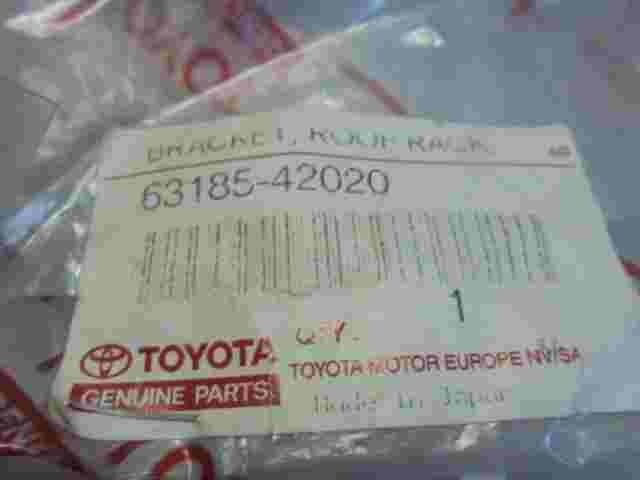 BRACKET, ROOF RACK
63185-42020
1
QTY.
TOYOTA
TOYOTA MOTOR EUROPE NV/SA
GENUINE PARTS
Made in Japan